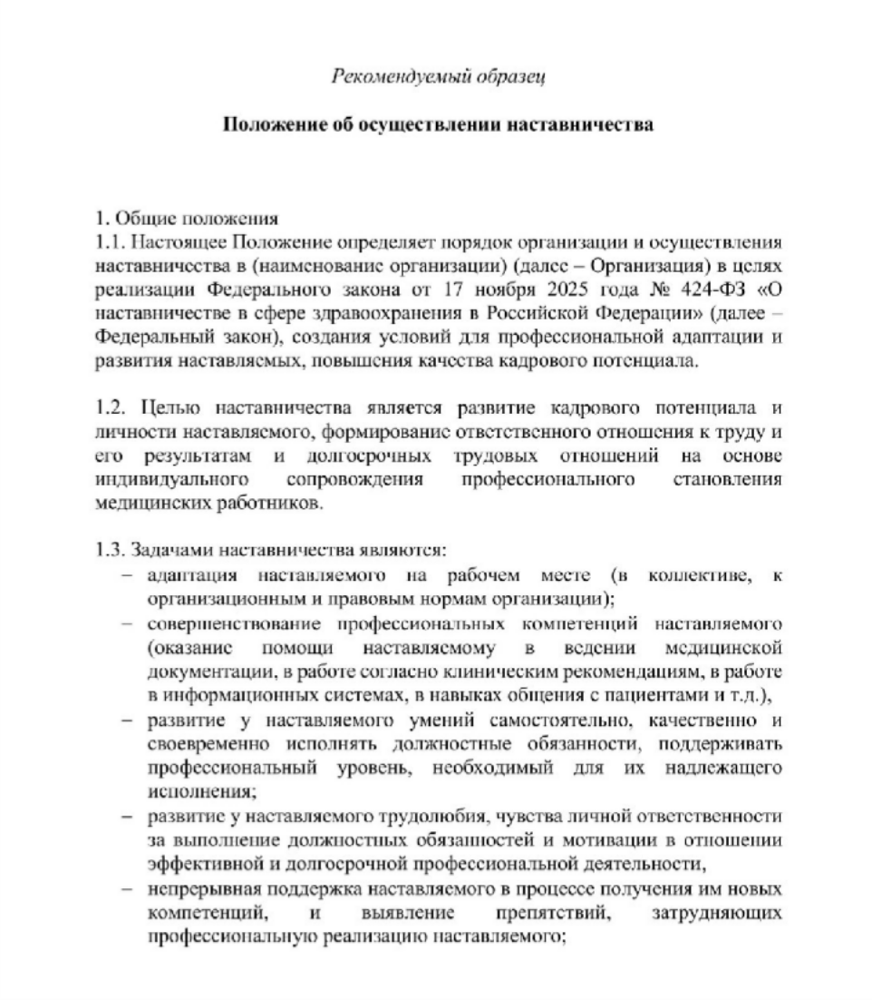 Рекомендуемый образец
Положение об осуществлении наставничества
1. Общие положения
1.1. Настоящее Положение определяет порядок организации и осуществления
наставничества в (наименование организации) (далее – Организация) в целях
реализации Федерального закона от 17 ноября 2025 года № 424-ФЗ «О
наставничестве в сфере здравоохранения в Российской Федерации» (далее –
Федеральный закон), создания условий для профессиональной адаптации и
развития наставляемых, повышения качества кадрового потенциала.
1.2. Целью наставничества является развитие кадрового потенциала и
личности наставляемого, формирование ответственного отношения к труду и
его результатам и долгосрочных трудовых отношений на основе
индивидуального сопровождения профессионального становления
медицинских работников.
1.3. Задачами наставничества являются:
– адаптация наставляемого на рабочем месте (в коллективе, к
организационным и правовым нормам организации);
– совершенствование профессиональных компетенций наставляемого
(оказание помощи наставляемому в ведении медицинской
документации, в работе согласно клиническим рекомендациям, в работе
в информационных системах, в навыках общения с пациентами и т.д.),
– развитие у наставляемого умений самостоятельно, качественно и
своевременно исполнять должностные обязанности, поддерживать
профессиональный уровень, необходимый для их надлежащего
исполнения;
– развитие у наставляемого трудолюбия, чувства личной ответственности
за выполнение должностных обязанностей и мотивации в отношении
эффективной и долгосрочной профессиональной деятельности,
– непрерывная поддержка наставляемого в процессе получения им новых
компетенций, и выявление препятствий, затрудняющих
профессиональную реализацию наставляемого;